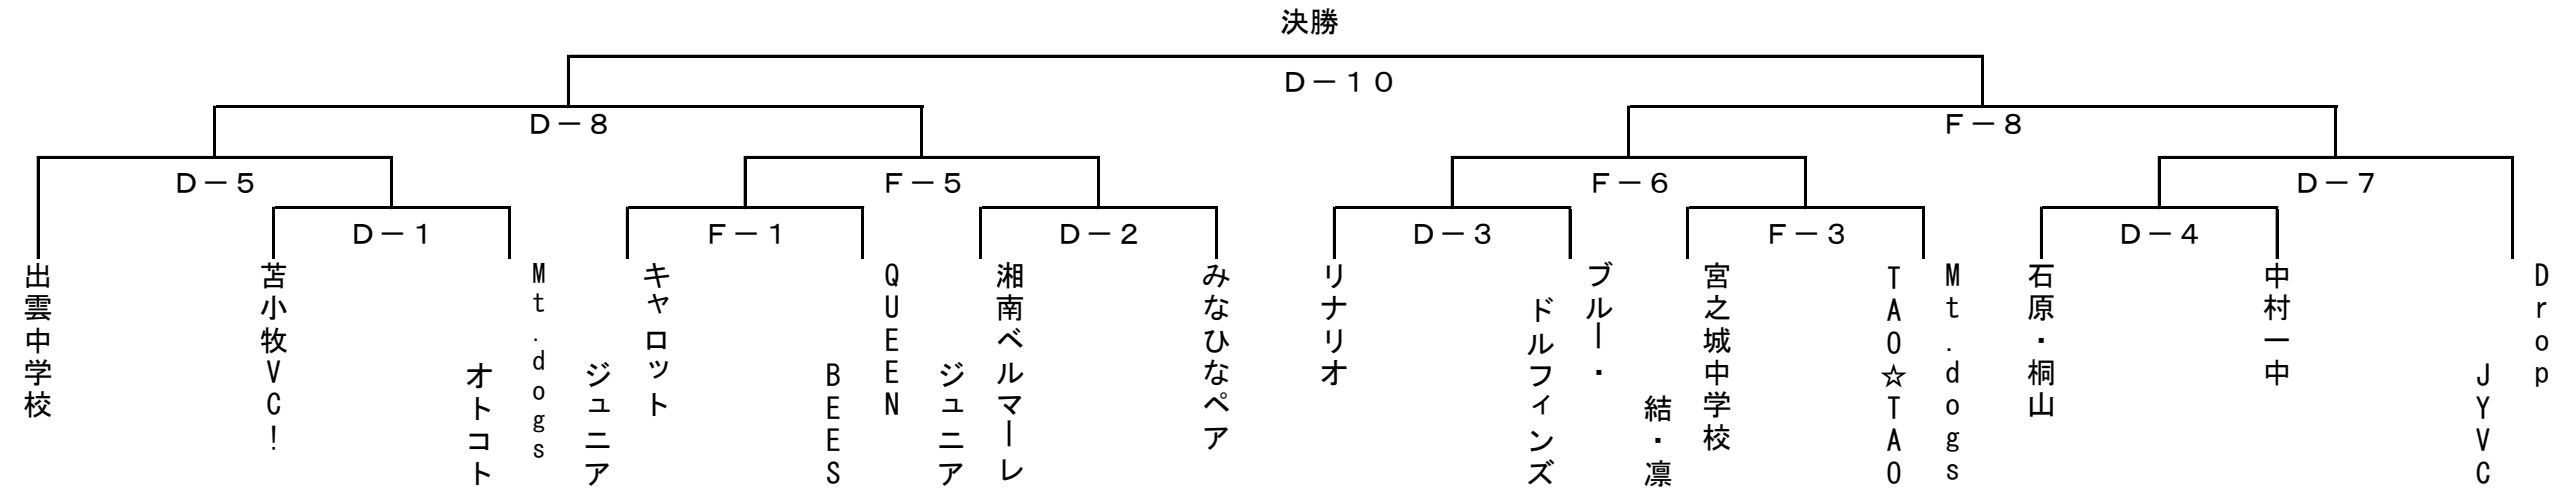 決勝
D－10
D－8
F－8
D－5
F－5
F－6
D－7
D－1
F－1
D－2
D－3
F－3
D－4
出雲中学校
苫小牧VC!
Mt.dogs
オトコト
キャロット
ジュニア
QUEEN
BEES
湘南ベルマーレ
ジュニア
みなひなペア
リナリオ
ブルー・
ドルフィンズ
宮之城中学校
結・凛
Mt.dogs
TAO☆TAO
石原・桐山
中村一中
Drop
JYVC